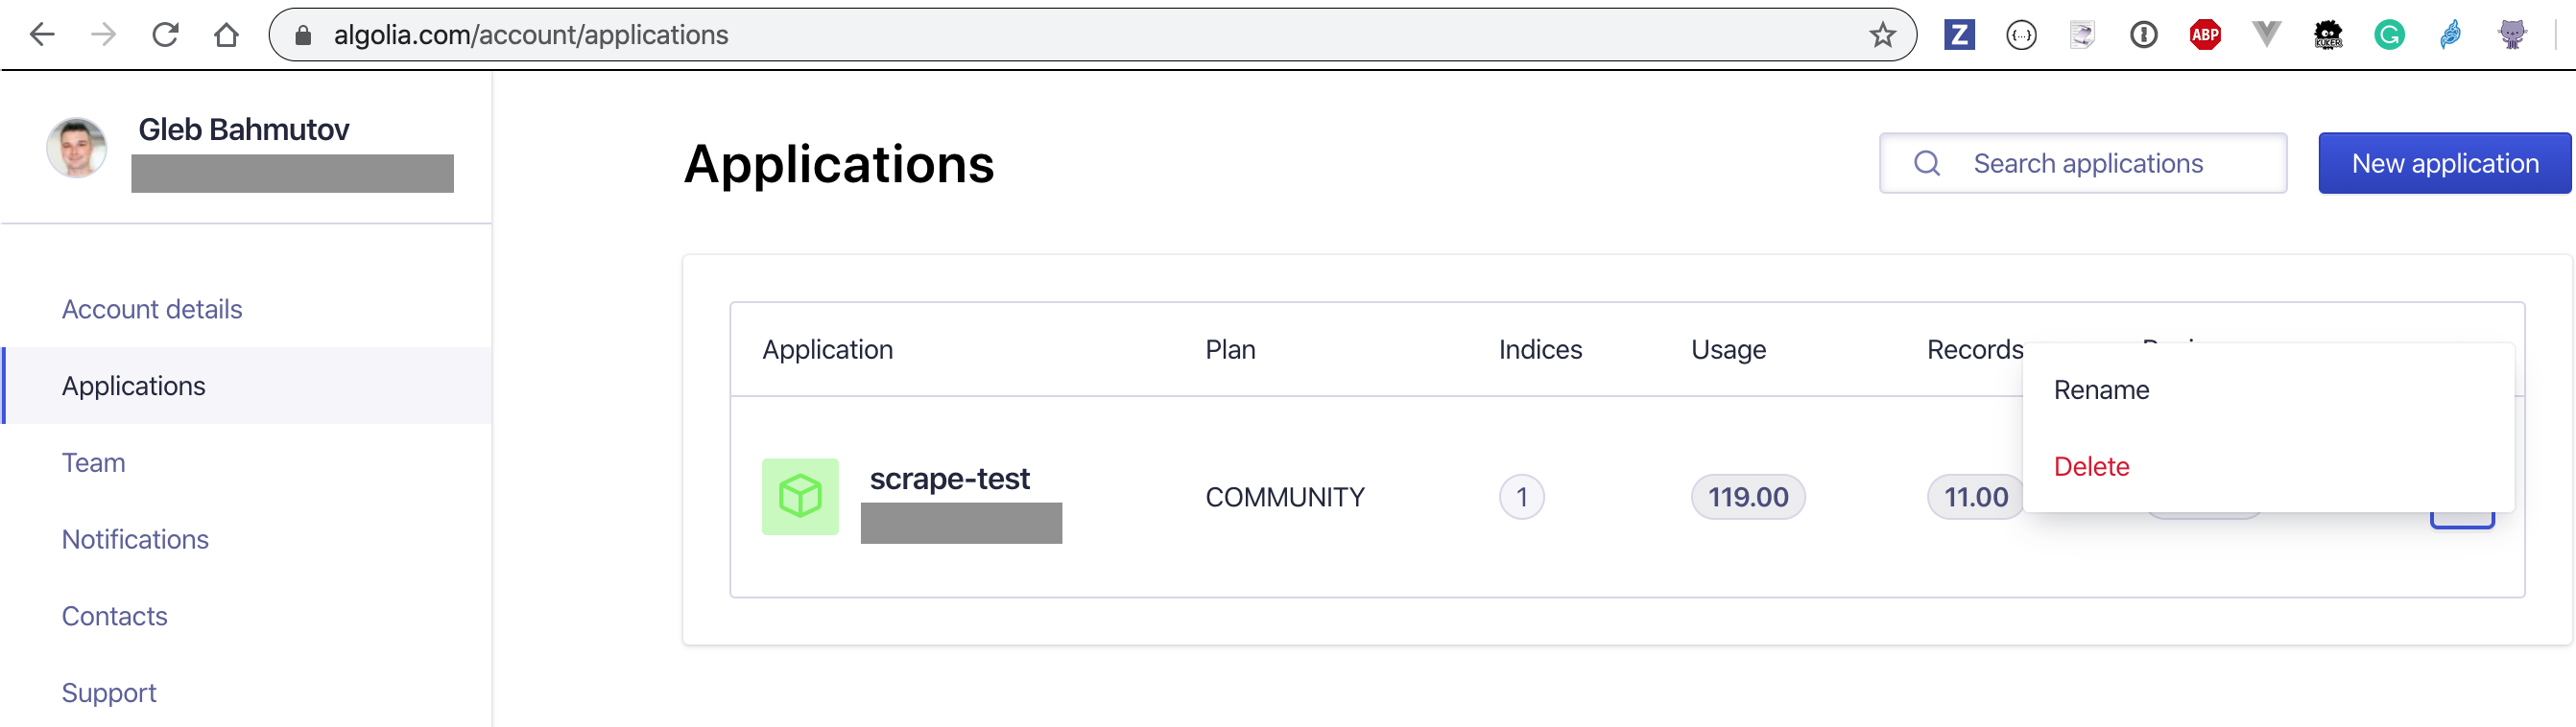 algolia.com/account/applications
Z
{...}
ABP
KUKER
G
Gleb Bahmutov
Account details
Applications
Team
Notifications
Contacts
Support
Applications
Search applications
New application
Application Plan Indices Usage Records
Rename
Delete
scrape-test
COMMUNITY 1 119.00 11.00